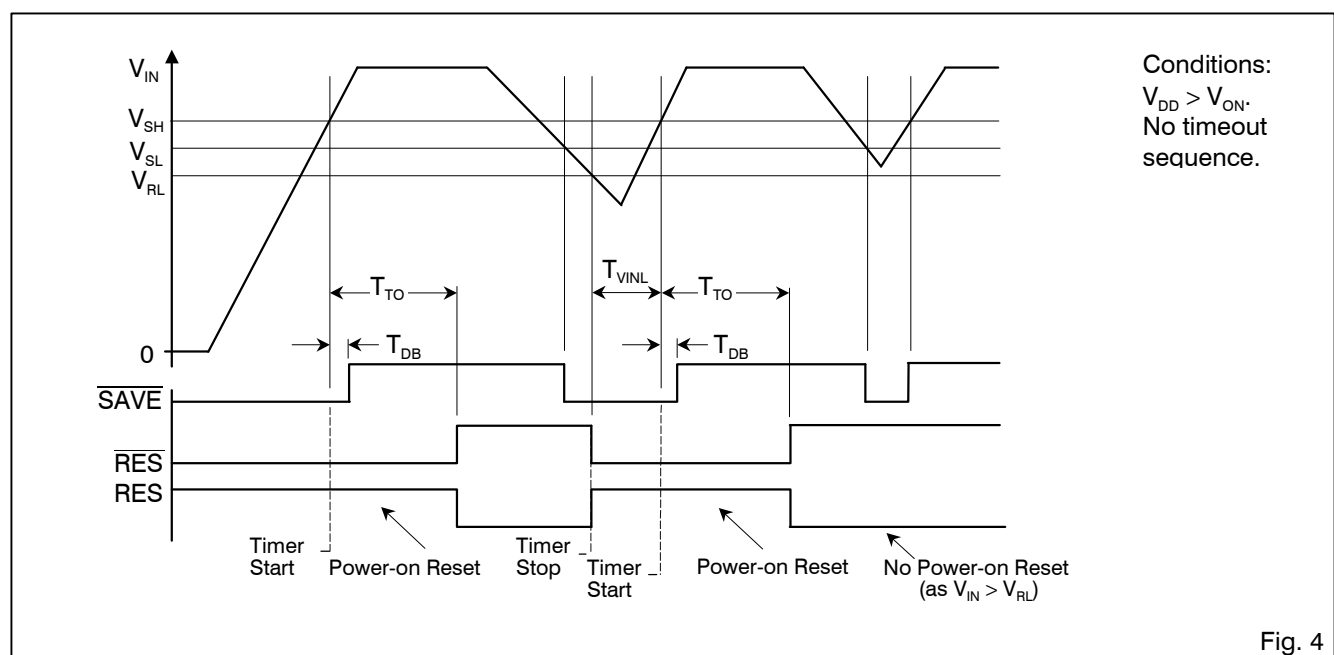 V_IN
V_SH
V_SL
V_RL
0
Conditions:
V_DD > V_ON.
No timeout
sequence.
T_TO
T_VINL
T_TO
T_DB
T_DB
SAVE
RES
RES
Timer
Start
Power-on Reset
Timer
Stop
Timer
Start
Power-on Reset
No Power-on Reset
(as V_IN > V_RL)
Fig. 4